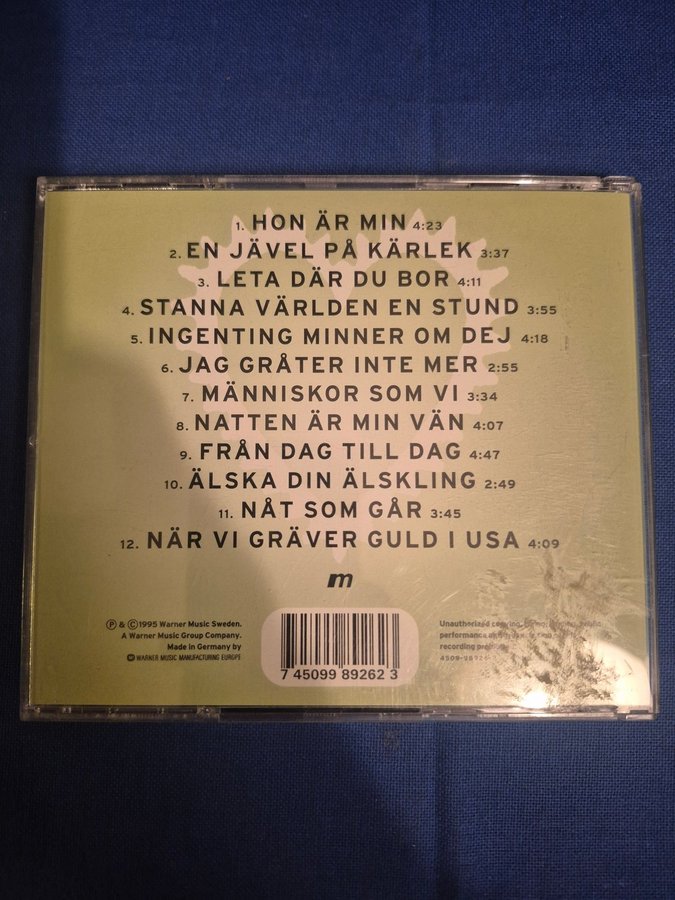 1. HON ÄR MIN 4:23
2. EN JÄVEL PÅ KÄRLEK 3:37
3. LETA DÄR DU BOR 4:11
4. STANNA VÄRLDEN EN STUND 3:55
5. INGENTING MINNER OM DEJ 4:18
6. JAG GRÅTER INTE MER 2:55
7. MÄNNISKOR SOM VI 3:34
8. NATTEN ÄR MIN VÄN 4:07
9. FRÅN DAG TILL DAG 4:47
10. ÄLSKA DIN ÄLSKLING 2:49
11. NÅT SOM GÅR 3:45
12. NÄR VI GRÄVER GULD I USA 4:09
m
℗ & © 1995 Warner Music Sweden.
A Warner Music Group Company.
Made in Germany by
WARNER MUSIC MANUFACTURING EUROPE
7 45099 89262 3
Unauthorized copying, public
performance
recording